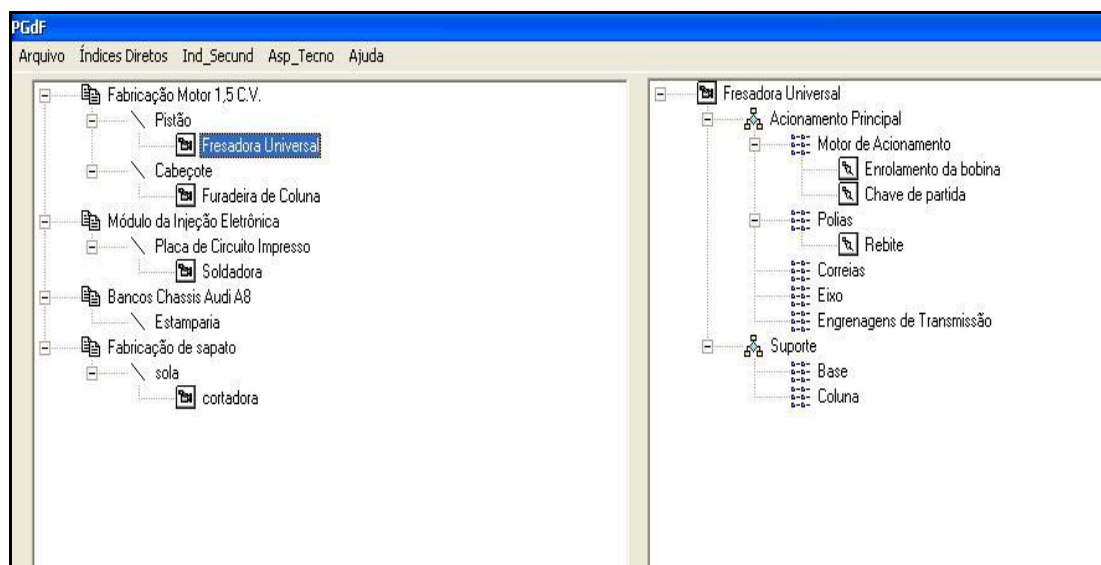 PGdF
Arquivo Índices Diretos Ind_Secund Asp_Tecno Ajuda
Fabricação Motor 1,5 C.V.
Pistão
Fresadora Universal
Cabeçote
Furadeira de Coluna
Módulo da Injeção Eletrônica
Placa de Circuito Impresso
Soldadora
Bancos Chassis Audi A8
Estamparia
Fabricação de sapato
sola
cortadora
Fresadora Universal
Acionamento Principal
Motor de Acionamento
Enrolamento da bobina
Chave de partida
Polias
Rebite
Correias
Eixo
Engrenagens de Transmissão
Suporte
Base
Coluna